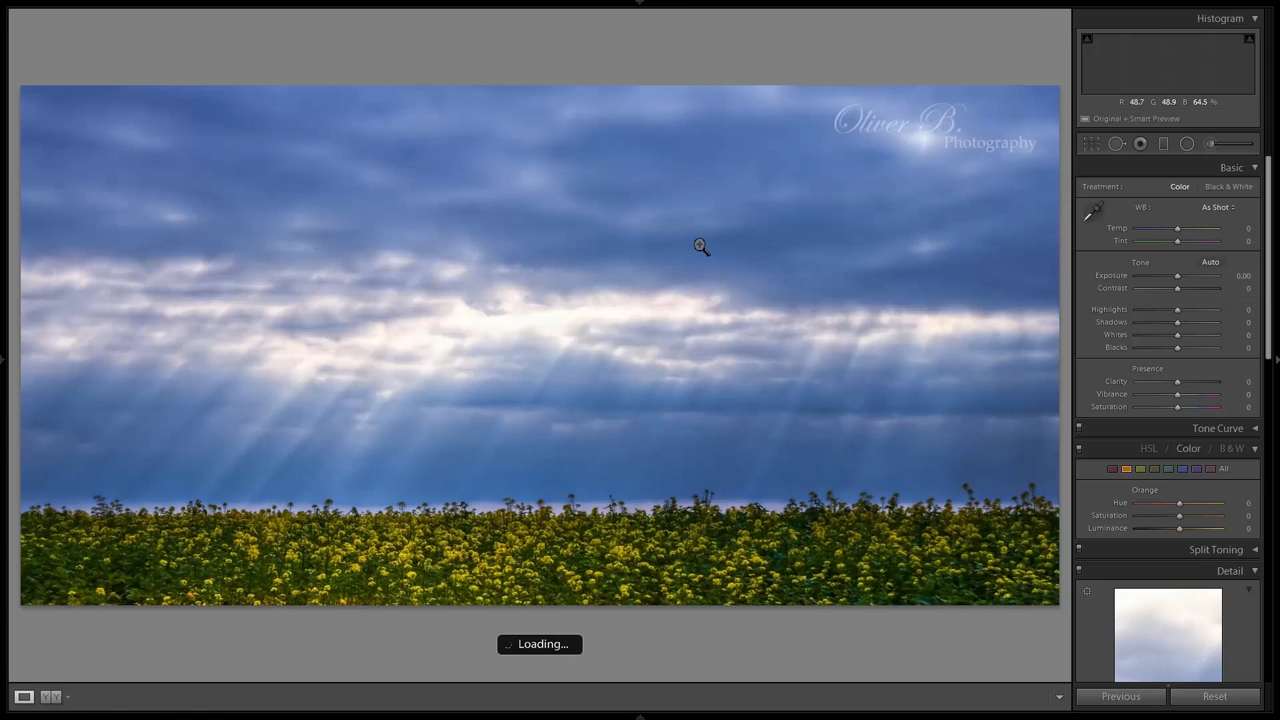 Histogram
R 48.7 G 48.9 B 64.5 %
Original + Smart Preview
Basic
Treatment : Color Black & White
WB : As Shot
Temp 0
Tint 0
Tone Auto
Exposure 0.00
Contrast 0
Highlights 0
Shadows 0
Whites 0
Blacks 0
Presence
Clarity 0
Vibrance 0
Saturation 0
Tone Curve
HSL / Color / B & W
All
Orange
Hue 0
Saturation 0
Luminance 0
Split Toning
Detail
Previous Reset
Oliver B.
Photography
Loading...
Y Y